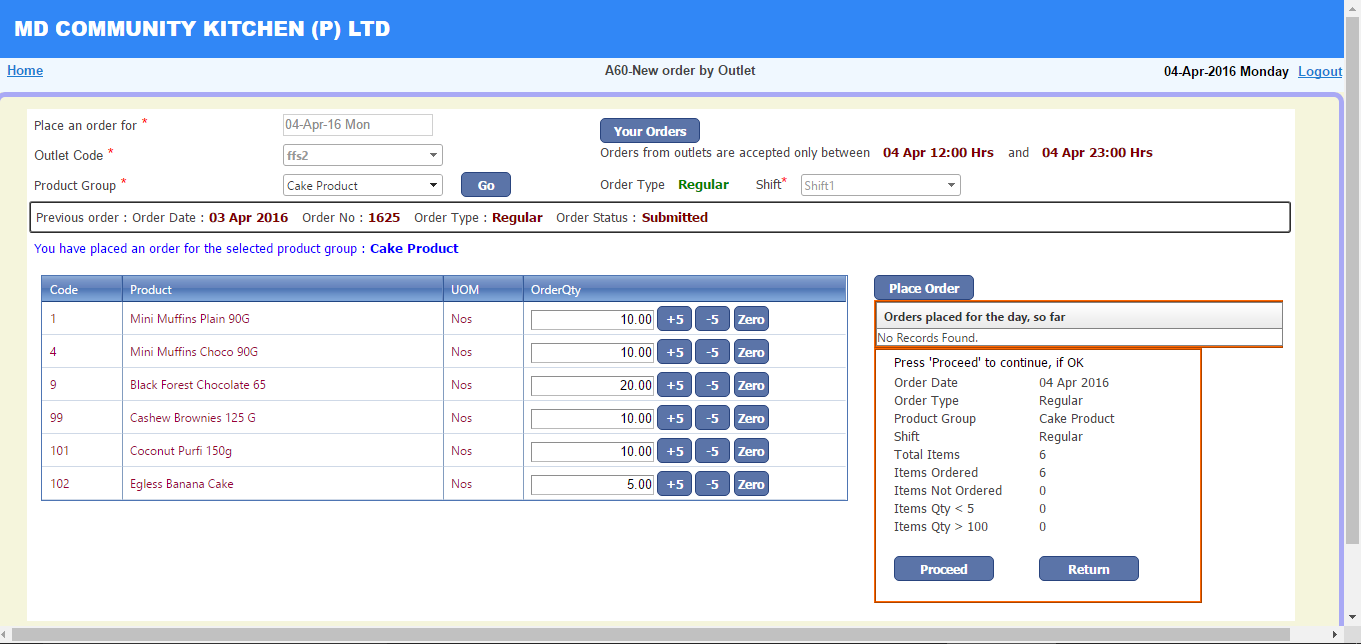 MD COMMUNITY KITCHEN (P) LTD
Home A60-New order by Outlet 04-Apr-2016 Monday Logout
Place an order for * 04-Apr-16 Mon Your Orders
Outlet Code * ffs2 Orders from outlets are accepted only between 04 Apr 12:00 Hrs and 04 Apr 23:00 Hrs
Product Group * Cake Product Go Order Type Regular Shift* Shift1
Previous order : Order Date : 03 Apr 2016 Order No : 1625 Order Type : Regular Order Status : Submitted
You have placed an order for the selected product group : Cake Product
Code Product UOM OrderQty
1 Mini Muffins Plain 90G Nos 10.00 +5 -5 Zero
4 Mini Muffins Choco 90G Nos 10.00 +5 -5 Zero
9 Black Forest Chocolate 65 Nos 20.00 +5 -5 Zero
99 Cashew Brownies 125 G Nos 10.00 +5 -5 Zero
101 Coconut Purfi 150g Nos 10.00 +5 -5 Zero
102 Egless Banana Cake Nos 5.00 +5 -5 Zero
Place Order
Orders placed for the day, so far
No Records Found.
Press 'Proceed' to continue, if OK
Order Date 04 Apr 2016
Order Type Regular
Product Group Cake Product
Shift Regular
Total Items 6
Items Ordered 6
Items Not Ordered 0
Items Qty < 5 0
Items Qty > 100 0
Proceed Return